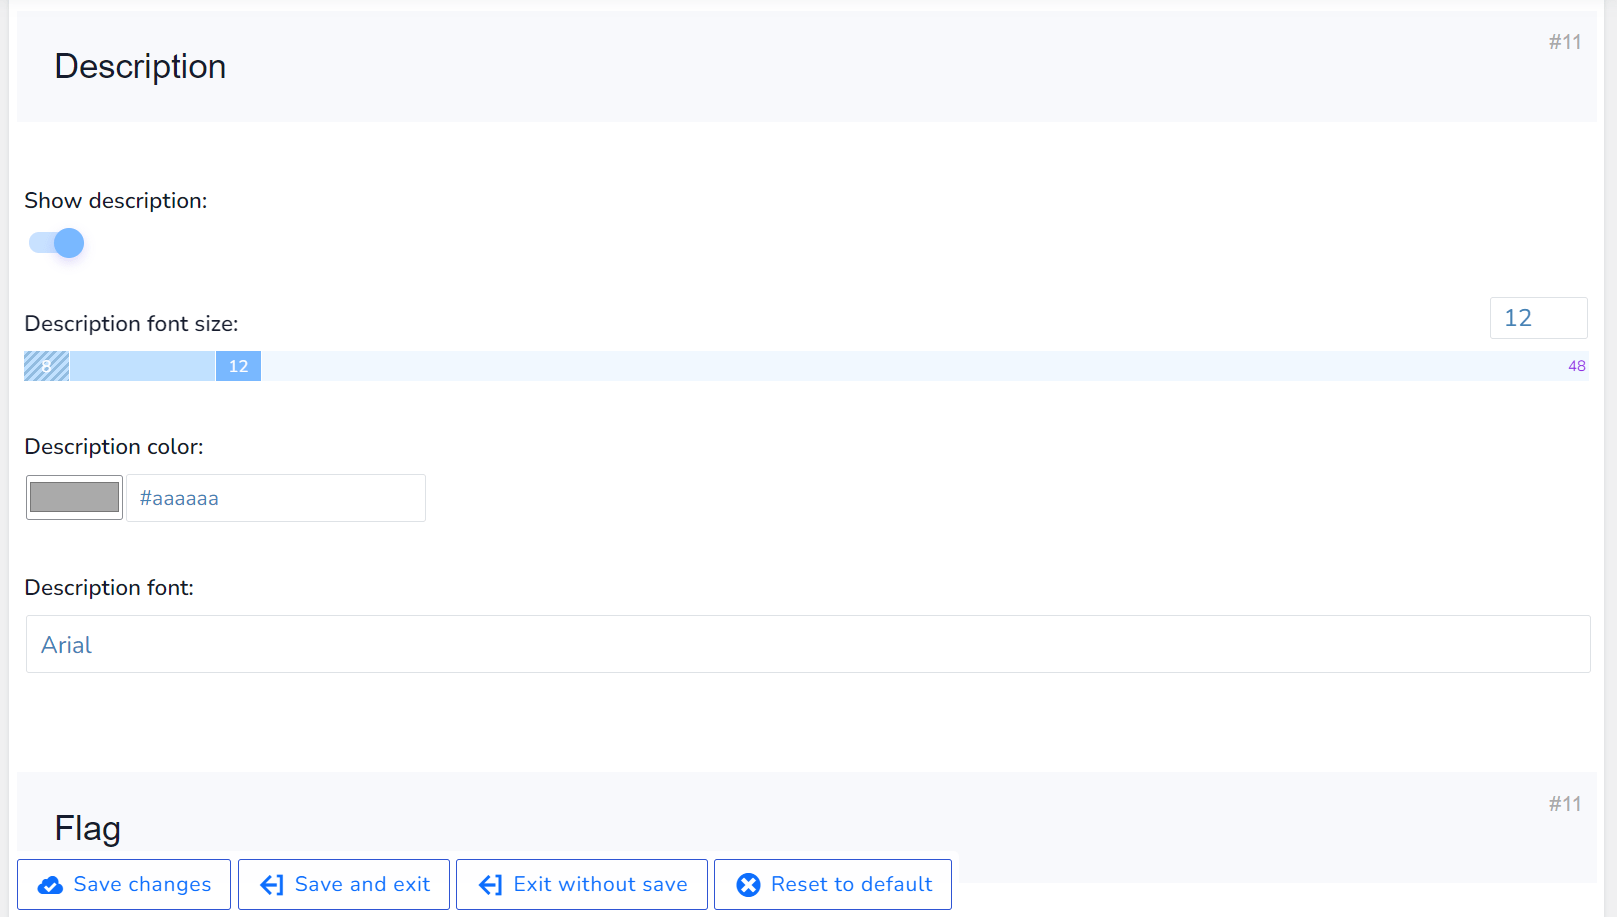 #11
Description
Show description:
Description font size:
12
8
12
48
Description color:
#aaaaaa
Description font:
Arial
#11
Flag
Save changes
Save and exit
Exit without save
Reset to default